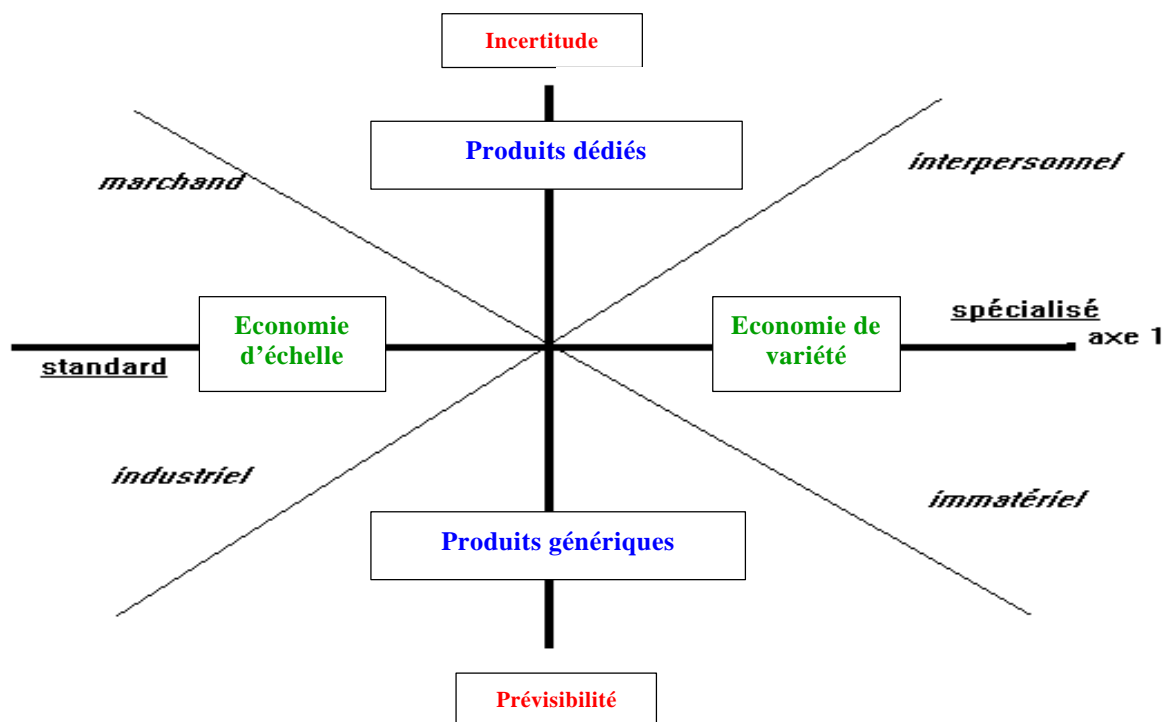 Incertitude
Produits dédiés
marchand
interpersonnel
Economie
d’échelle
Economie de
variété
spécialisé
axe 1
standard
industriel
immatériel
Produits génériques
Prévisibilité